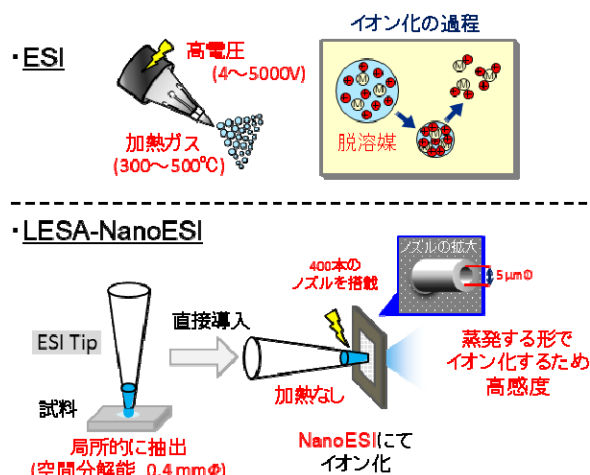 イオン化の過程
・ESI
高電圧
(4～5000V)
加熱ガス
(300～500℃)
脱溶媒
M
M
M
M
M
M
・LESA-NanoESI
ノズルの拡大
400本の
ノズルを搭載
5μmΦ
直接導入
ESI Tip
蒸発する形で
イオン化するため
高感度
加熱なし
試料
局所的に抽出
(空間分解能 0.4mmΦ)
NanoESIにて
イオン化